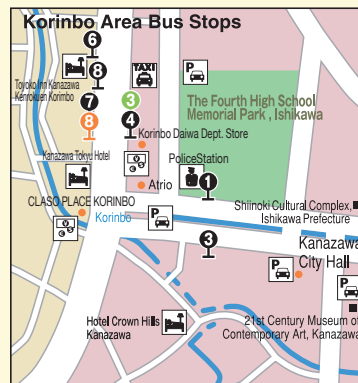 Korinbo Area Bus Stops
6
8
TAXI
P
Toyoko Inn Kanazawa
Kenrokuen Korimbo
7
3
8
4
The Fourth High School
Memorial Park , Ishikawa
Korinbo Daiwa Dept. Store
Kanazawa Tokyu Hotel
PoliceStation
Atrio
1
CLASO PLACE KORINBO
Korinbo
P
Shiinoki Cultural Complex,
Ishikawa Prefecture
3
Kanazawa
City Hall
P
P
Hotel Crown Hills
Kanazawa
21st Century Museum of
Contemporary Art, Kanazawa